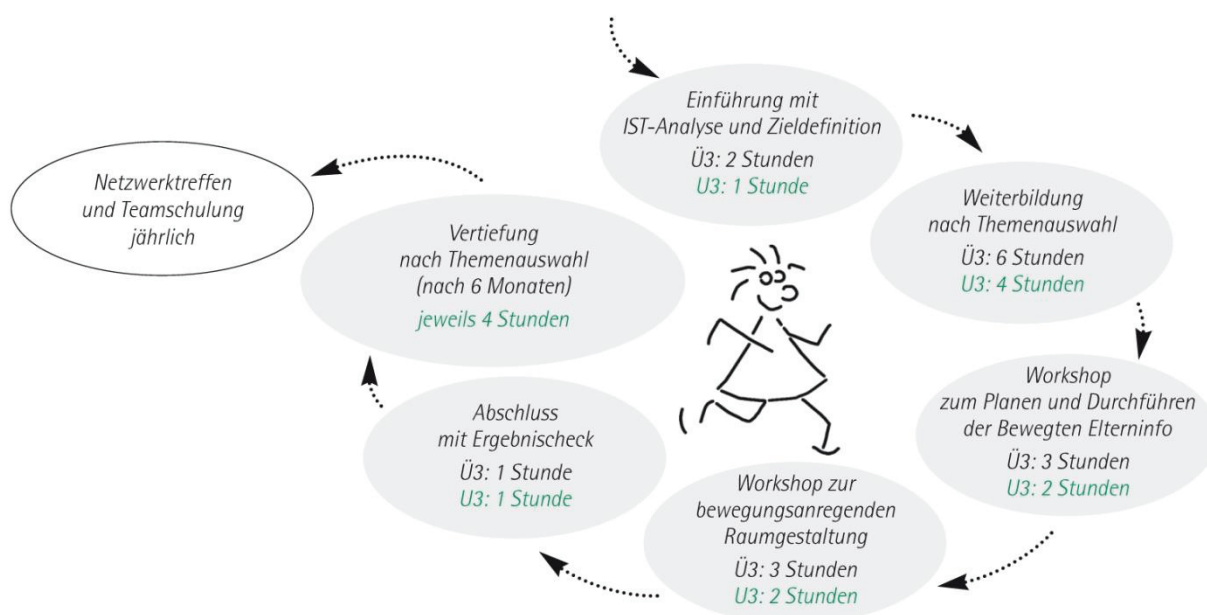 Einführung mit
IST-Analyse und Zieldefinition
Ü3: 2 Stunden
U3: 1 Stunde
Weiterbildung
nach Themenauswahl
Ü3: 6 Stunden
U3: 4 Stunden
Workshop
zum Planen und Durchführen
der Bewegten Elterninfo
Ü3: 3 Stunden
U3: 2 Stunden
Workshop zur
bewegungsanregenden
Raumgestaltung
Ü3: 3 Stunden
U3: 2 Stunden
Abschluss
mit Ergebnischeck
Ü3: 1 Stunde
U3: 1 Stunde
Vertiefung
nach Themenauswahl
(nach 6 Monaten)
jeweils 4 Stunden
Netzwerktreffen
und Teamschulung
jährlich